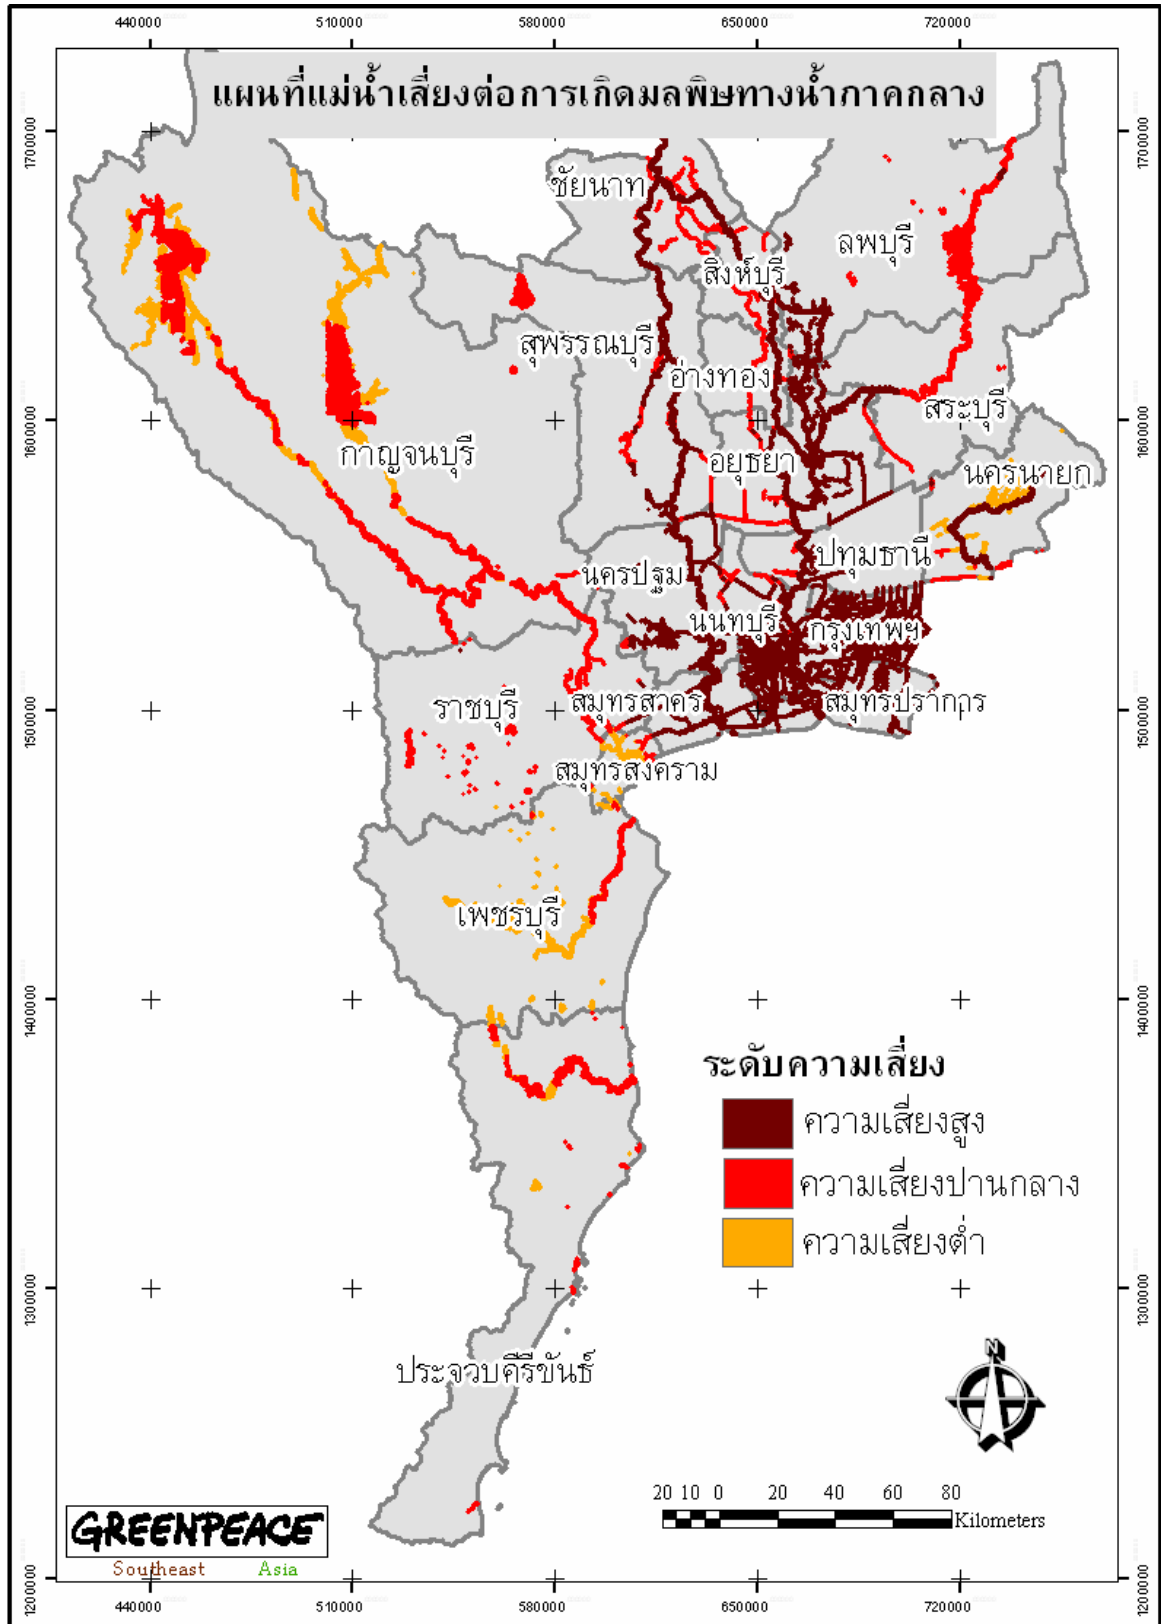 440000 510000 580000 650000 720000
แผนที่แม่น้ำเสี่ยงต่อการเกิดมลพิษทางน้ำภาคกลาง
1700000 1700000
ชัยนาท
ลพบุรี
สิงห์บุรี
สุพรรณบุรี
อ่างทอง
สระบุรี
1600000 1600000
กาญจนบุรี
อยุธยา
นครนายก
ปทุมธานี
นครปฐม
นนทบุรี
กรุงเทพฯ
สมุทรสาคร
สมุทรปราการ
ราชบุรี
1500000 1500000
สมุทรสงคราม
เพชรบุรี
1400000 1400000
ระดับความเสี่ยง
ความเสี่ยงสูง
ความเสี่ยงปานกลาง
ความเสี่ยงต่ำ
1300000 1300000
ประจวบคีรีขันธ์
N
20 10 0 20 40 60 80
Kilometers
GREENPEACE
Southeast Asia
1200000 1200000
440000 510000 580000 650000 720000